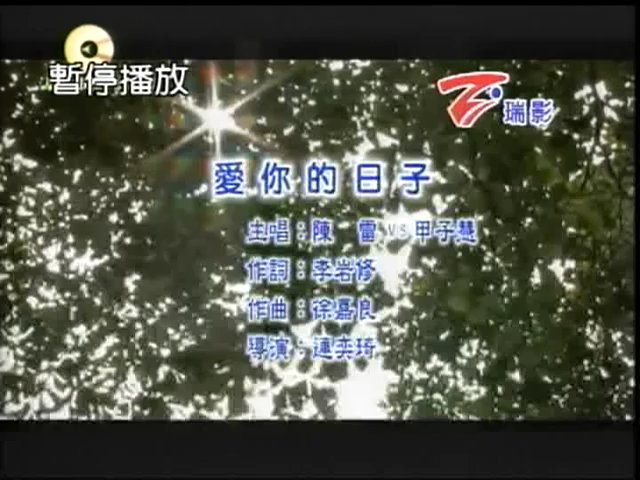 暫停播放
瑞影
愛你的日子
主唱：陳　雷 VS 甲子慧
作詞：李岩修
作曲：徐嘉良
導演：連奕琦